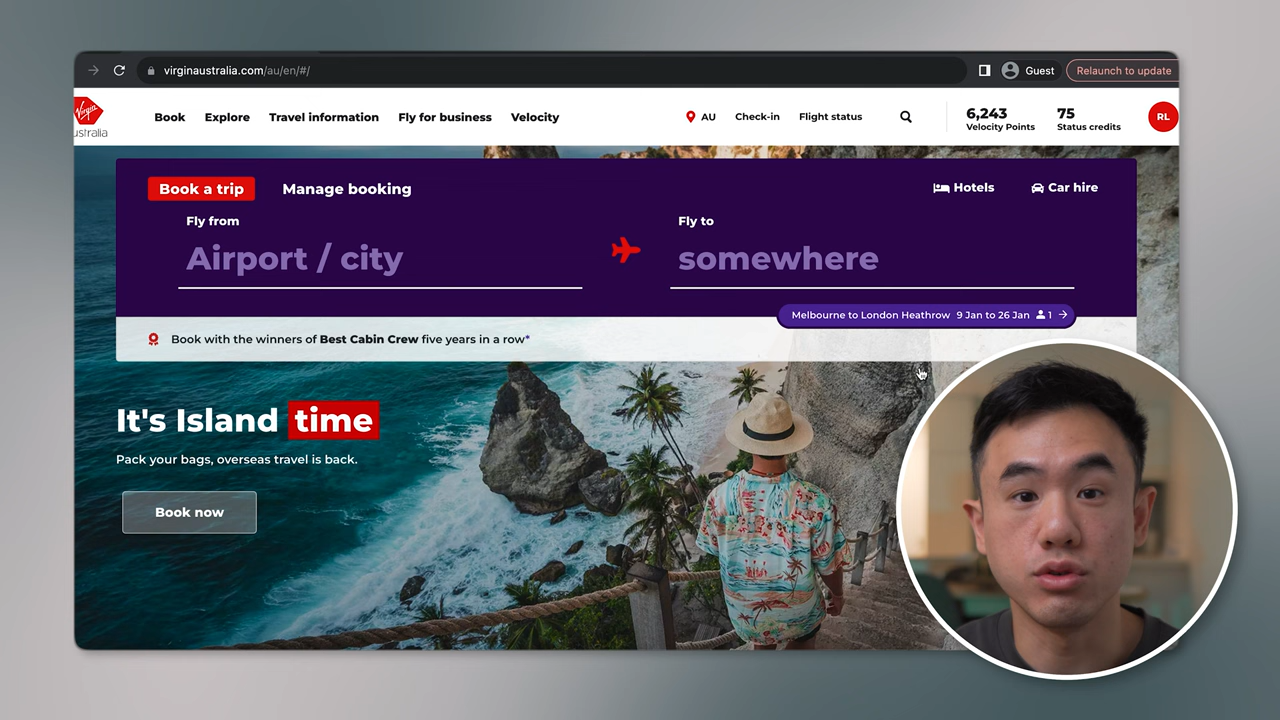 virginaustralia.com/au/en/#/
Guest
Relaunch to update
Virgin
ustralia
Book
Explore
Travel information
Fly for business
Velocity
AU
Check-in
Flight status
6,243
Velocity Points
75
Status credits
RL
Book a trip
Manage booking
Hotels
Car hire
Fly from
Airport / city
Fly to
somewhere
Melbourne to London Heathrow 9 Jan to 26 Jan 1
Book with the winners of Best Cabin Crew five years in a row*
It's Island time
Pack your bags, overseas travel is back.
Book now